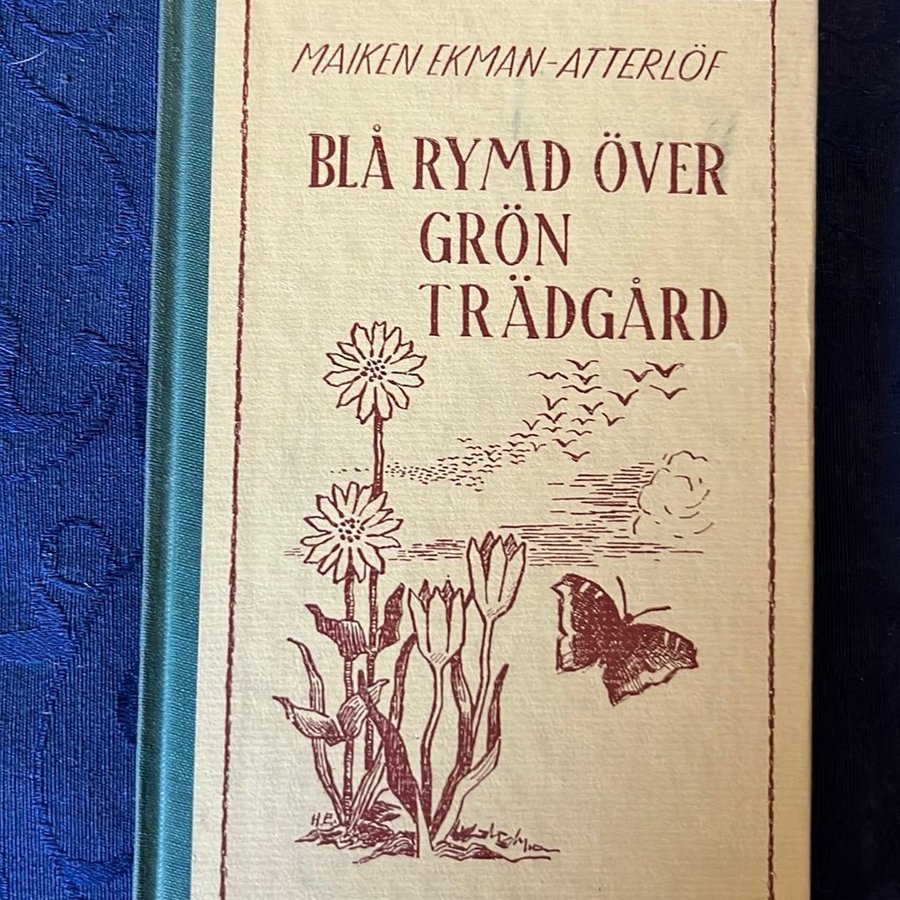 MAIKEN EKMAN-ATTERLÖF
BLÅ RYMD ÖVER
GRÖN
TRÄDGÅRD
H.E.